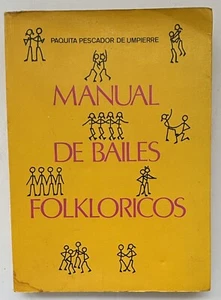 PAQUITA PESCADOR DE UMPIERRE
MANUAL
DE BAILES
FOLKLORICOS